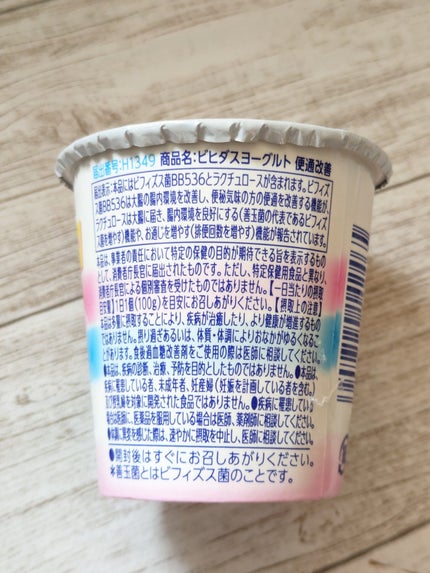 届出番号:H1349 商品名:ビヒダスヨーグルト 便通改善
届出表示:本品にはビフィズス菌BB536とラクチュロースが含まれます。ビフィズ
ス菌BB536は大腸の腸内環境を改善し、便秘気味の方の便通を改善する機能が、
ラクチュロースは大腸に届き、腸内環境を良好にする(善玉菌の代表であるビフィズ
ス菌を増やす)機能や、お通じを増やす(排便回数を増やす)機能が報告されています。
本品は、事業者の責任において特定の保健の目的が期待できる旨を表示するもの
として、消費者庁長官に届出されたものです。ただし、特定保健用食品と異なり、
消費者庁長官による個別審査を受けたものではありません。【一日当たりの摂取
目安量】1日1個(100g)を目安にお召しあがりください。【摂取上の注意】
本品は多量に摂取することにより、疾病が治癒したり、より健康が増進するもの
ではありません。摂り過ぎあるいは、体質・体調によりおなかがゆるくなるこ
とがあります。食後過血糖改善剤をご使用の際は医師に相談してください。
●本品は、疾病の診断、治療、予防を目的としたものではありません。●本品は、
疾病に罹患している者、未成年者、妊産婦(妊娠を計画している者を含む。)
及び授乳婦を対象に開発された食品ではありません。●疾病に罹患している
場合は医師に、医薬品を服用している場合は医師、薬剤師に相談してください。
●体調に異変を感じた際は、速やかに摂取を中止し、医師に相談してください。
●開封後はすぐにお召しあがりください。
＊善玉菌とはビフィズス菌のことです。